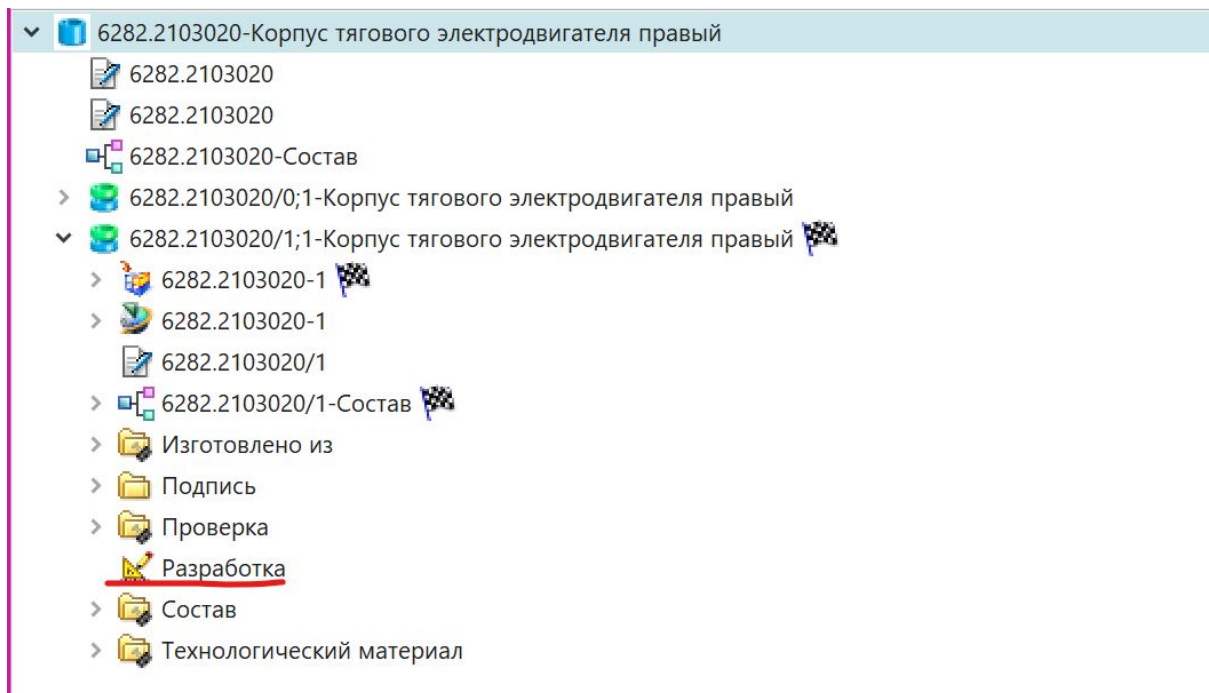 6282.2103020-Корпус тягового электродвигателя правый
6282.2103020
6282.2103020
6282.2103020-Состав
6282.2103020/0;1-Корпус тягового электродвигателя правый
6282.2103020/1;1-Корпус тягового электродвигателя правый
6282.2103020-1
6282.2103020-1
6282.2103020/1
6282.2103020/1-Состав
Изготовлено из
Подпись
Проверка
Разработка
Состав
Технологический материал